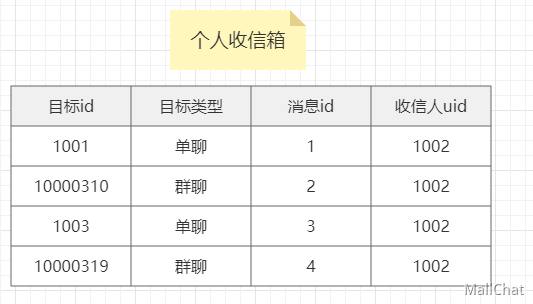 个人收信箱
目标id 目标类型 消息id 收信人uid
1001 单聊 1 1002
10000310 群聊 2 1002
1003 单聊 3 1002
10000319 群聊 4 1002
MallChat